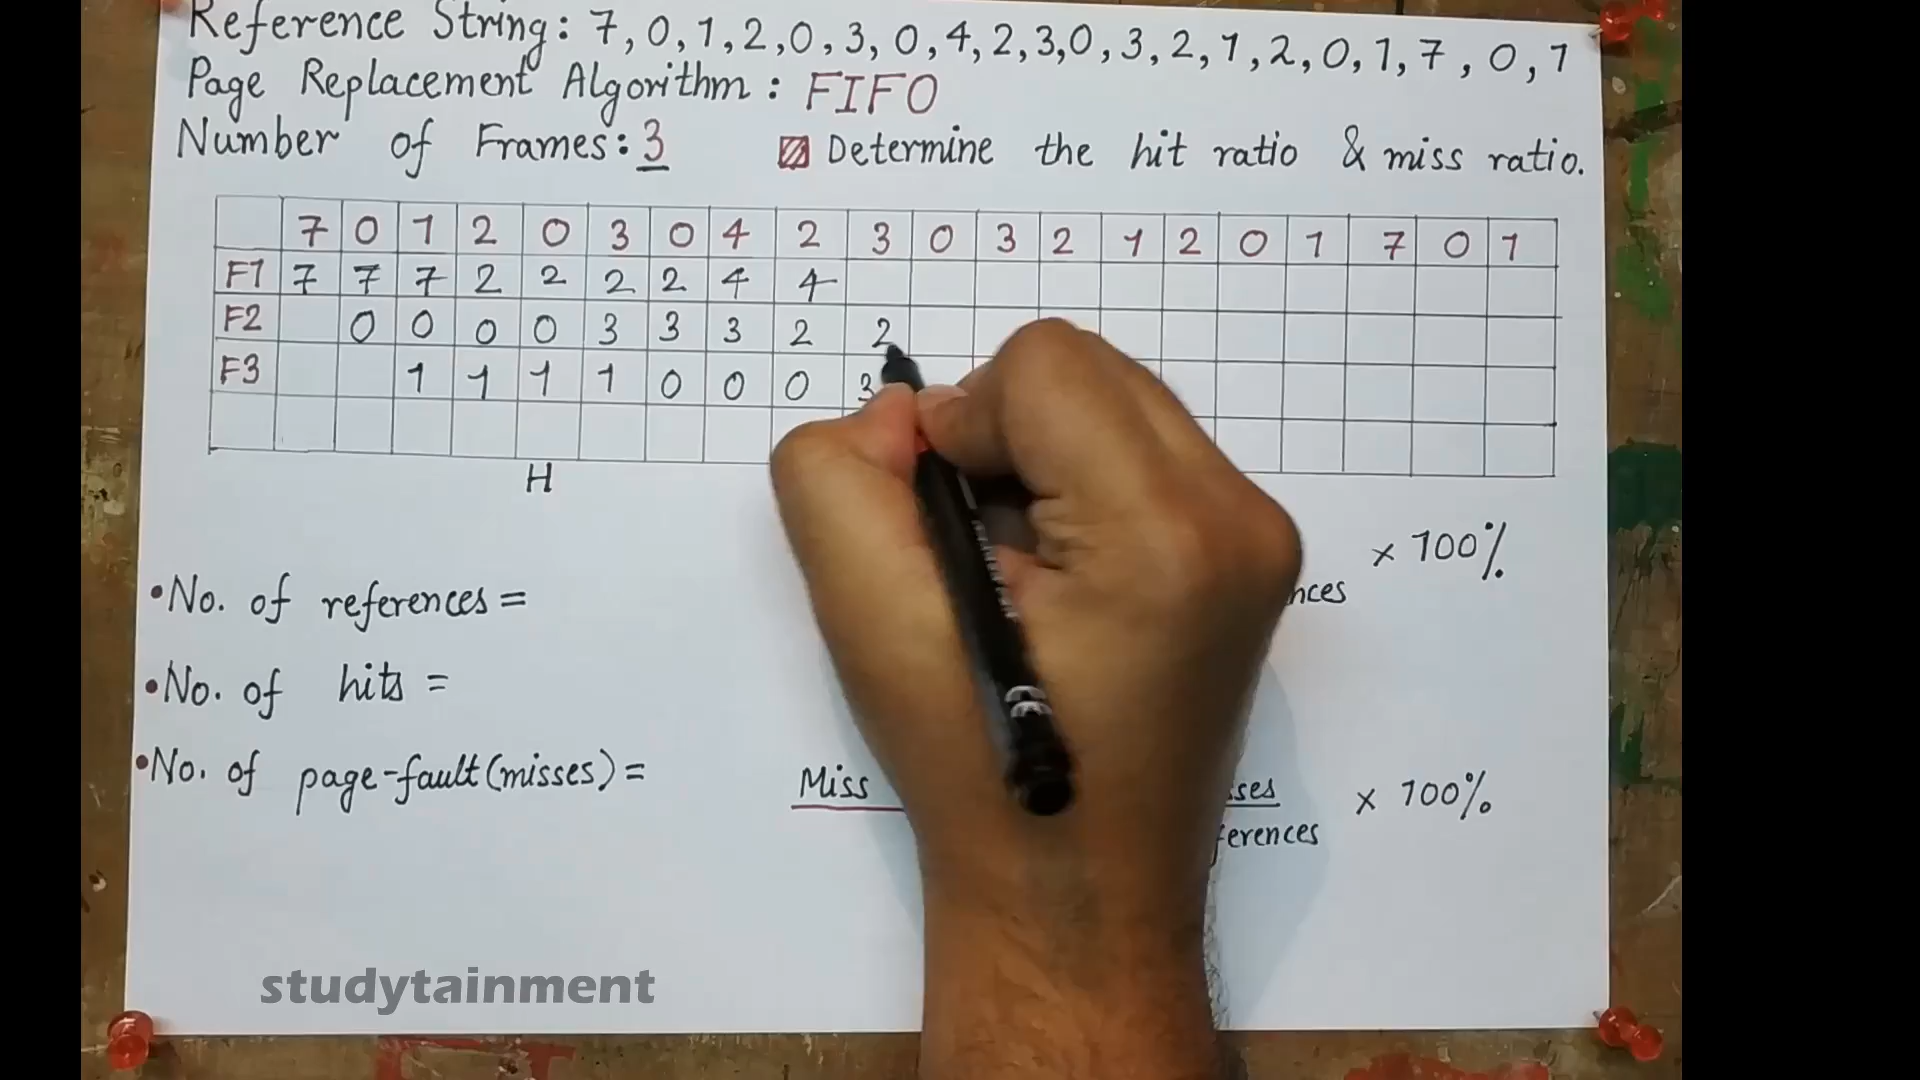 Reference String: 7, 0, 1, 2, 0, 3, 0, 4, 2, 3, 0, 3, 2, 1, 2, 0, 1, 7, 0, 1
Page Replacement Algorithm: FIFO
Number of Frames: 3 Determine the hit ratio & miss ratio.
7 0 1 2 0 3 0 4 2 3 0 3 2 1 2 0 1 7 0 1
F1 7 7 7 2 2 2 2 4 4
F2 0 0 0 0 3 3 3 2 2
F3 1 1 1 1 0 0 0 3
H
× 100%
•No. of references =
•No. of hits =
•No. of page-fault(misses) =
Miss × 100%
studytainment